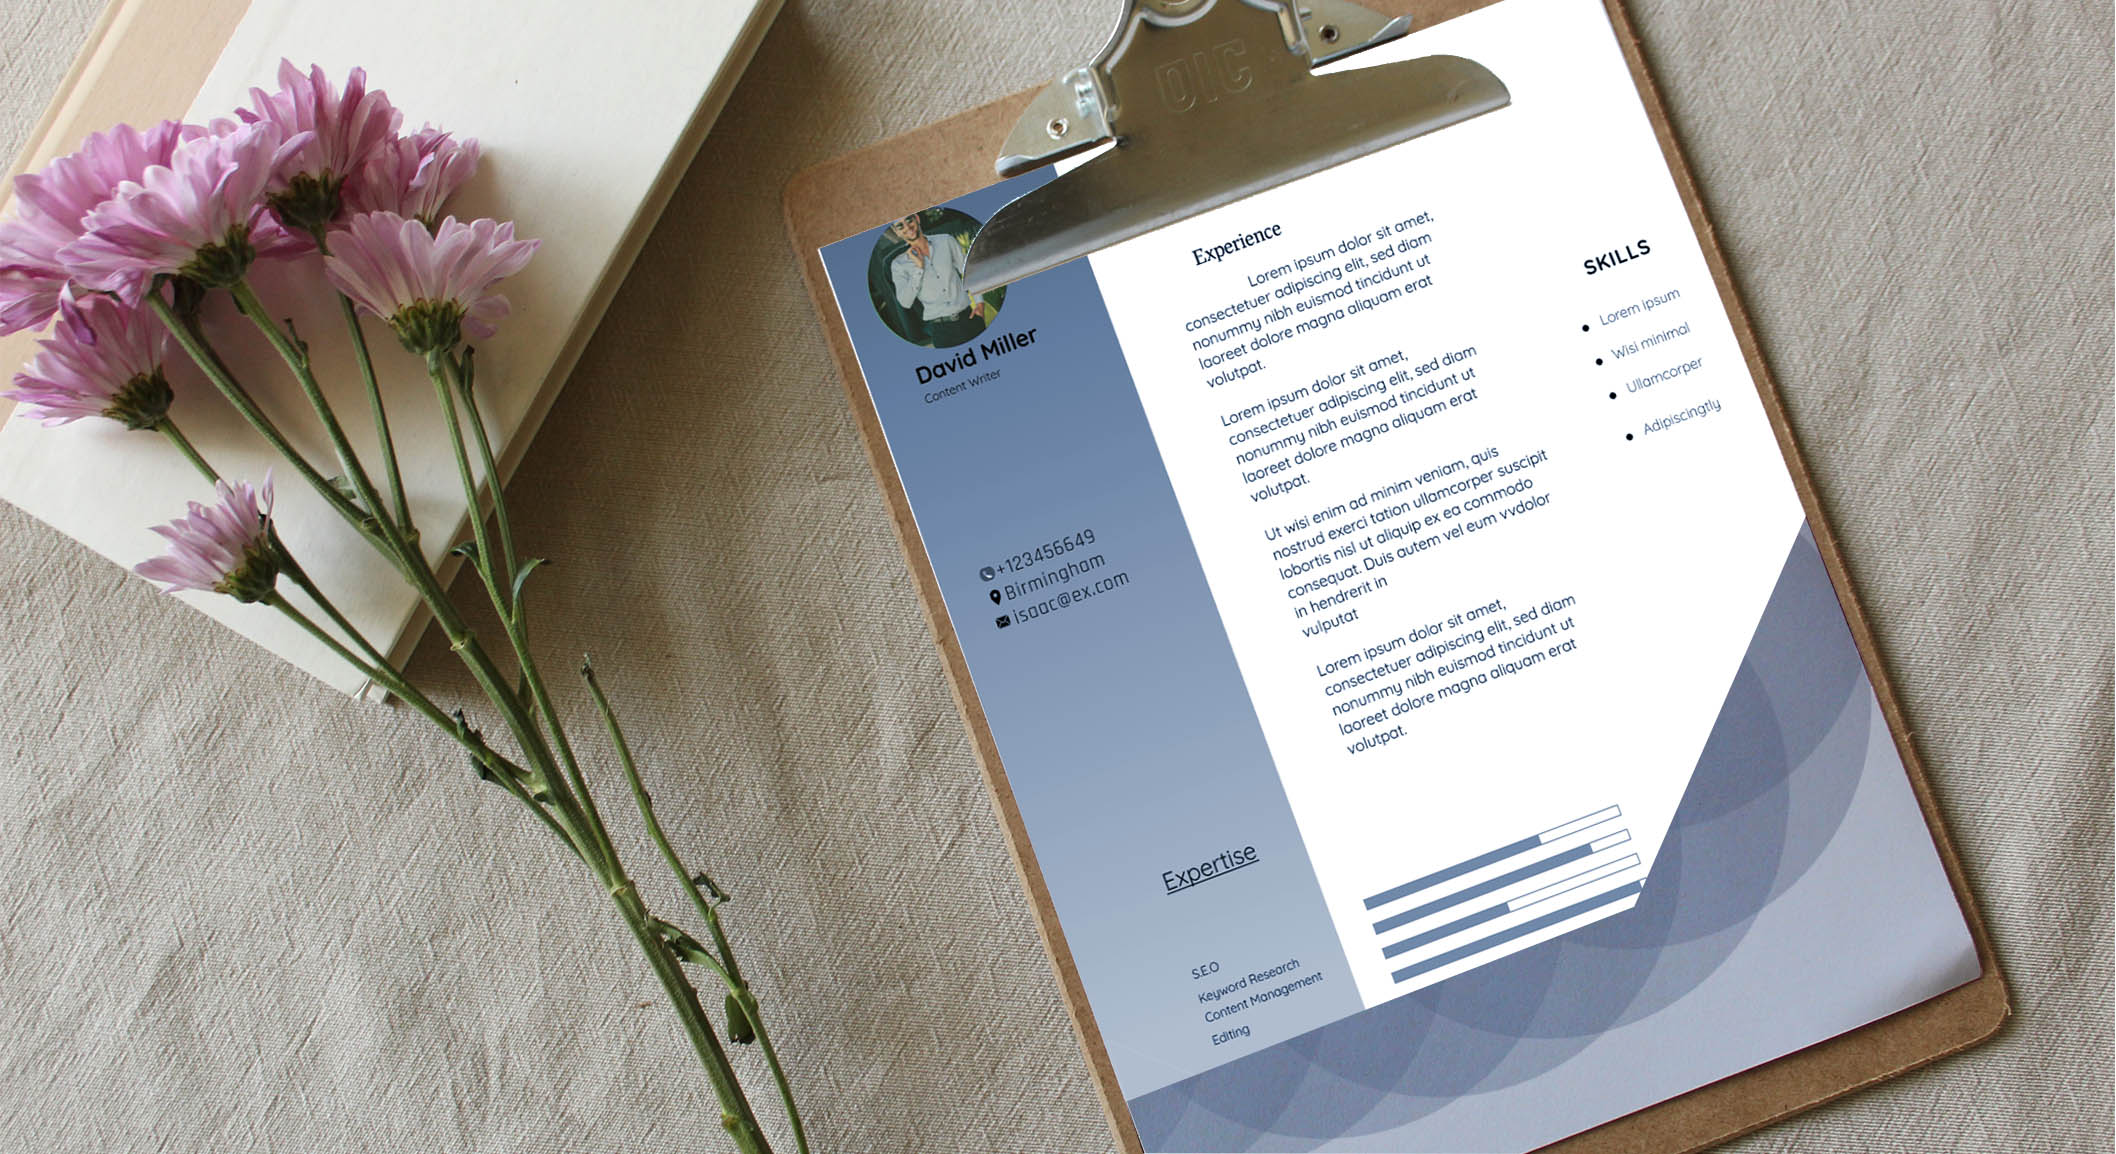 OIC
David Miller
Content Writer
+123456649
Birmingham
isaac@ex.com
Expertise
S.E.O
Keyword Research
Content Management
Editing
Experience
Lorem ipsum dolor sit amet,
consectetuer adipiscing elit, sed diam
nonummy nibh euismod tincidunt ut
laoreet dolore magna aliquam erat
volutpat.
Lorem ipsum dolor sit amet,
consectetuer adipiscing elit, sed diam
nonummy nibh euismod tincidunt ut
laoreet dolore magna aliquam erat
volutpat.
Ut wisi enim ad minim veniam, quis
nostrud exerci tation ullamcorper suscipit
lobortis nisl ut aliquip ex ea commodo
consequat. Duis autem vel eum vvdolor
in hendrerit in
vulputat
Lorem ipsum dolor sit amet,
consectetuer adipiscing elit, sed diam
nonummy nibh euismod tincidunt ut
laoreet dolore magna aliquam erat
volutpat.
SKILLS
Lorem ipsum
Wisi minimal
Ullamcorper
Adipiscingtly